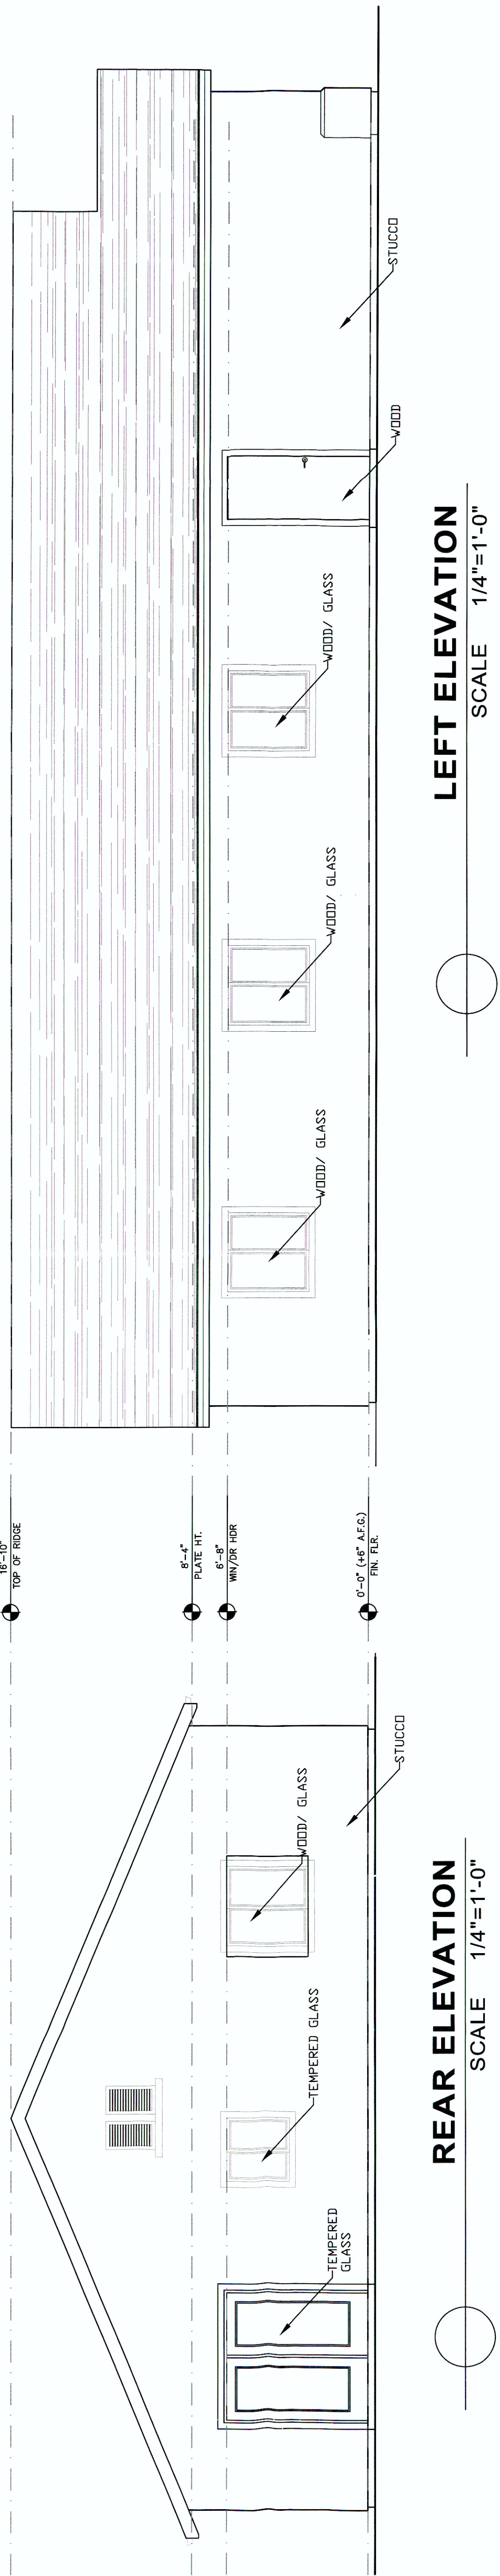 TEMPERED
GLASS
TEMPERED GLASS
WOOD/ GLASS
STUCCO
REAR ELEVATION
SCALE 1/4"=1'-0"
16'-10"
TOP OF RIDGE
8'-4"
PLATE HT.
6'-8"
WIN/DR HDR
0'-0" (+6" A.F.G.)
FIN. FLR.
WOOD/ GLASS
WOOD/ GLASS
WOOD/ GLASS
WOOD
STUCCO
LEFT ELEVATION
SCALE 1/4"=1'-0"